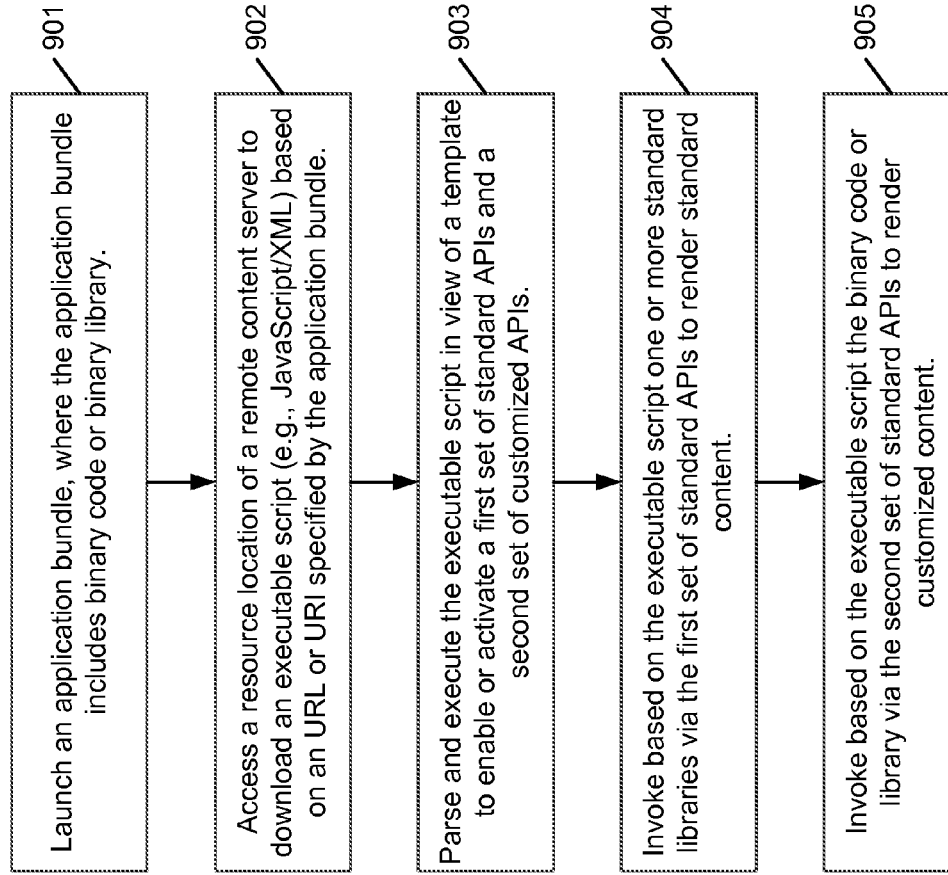 Launch an application bundle, where the application bundle
includes binary code or binary library.
901
Access a resource location of a remote content server to
download an executable script (e.g., JavaScript/XML) based
on an URL or URI specified by the application bundle.
902
Parse and execute the executable script in view of a template
to enable or activate a first set of standard APIs and a
second set of customized APIs.
903
Invoke based on the executable script one or more standard
libraries via the first set of standard APIs to render standard
content.
904
Invoke based on the executable script the binary code or
library via the second set of standard APIs to render
customized content.
905